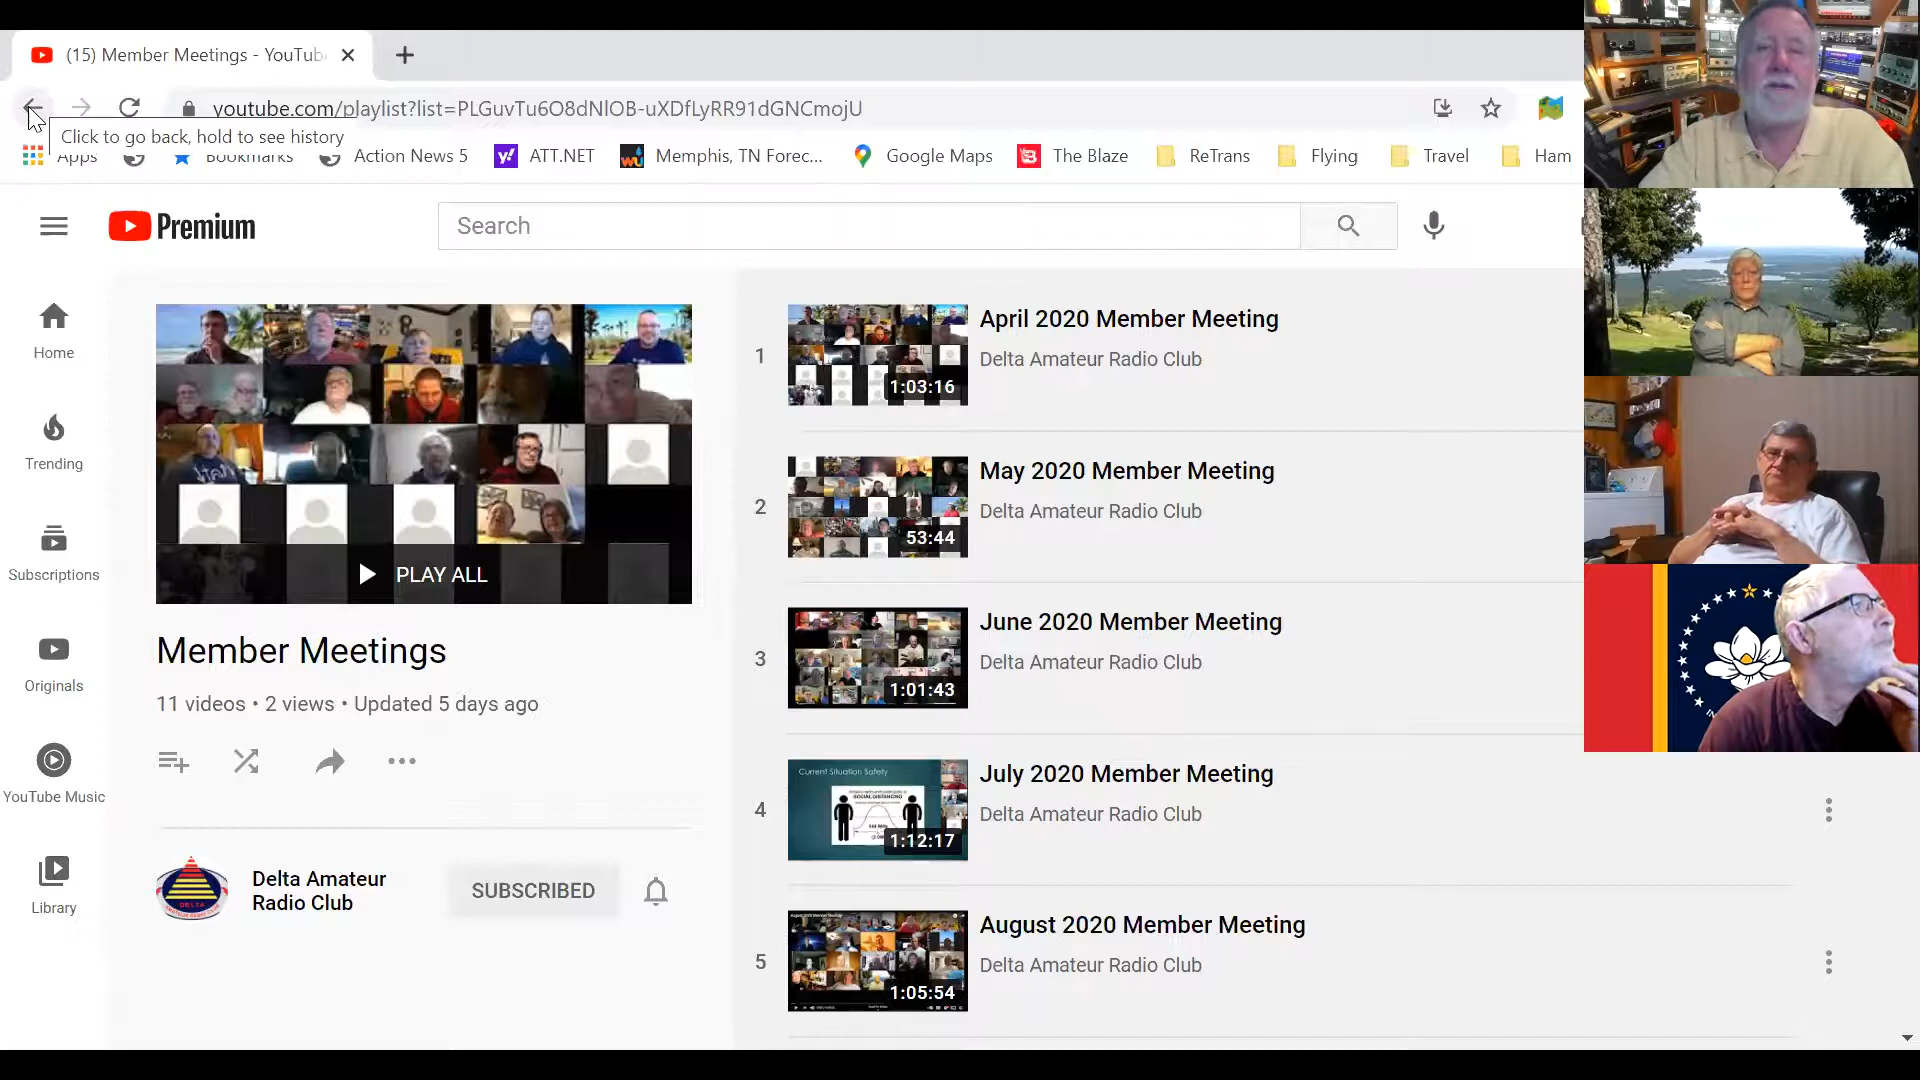 (15) Member Meetings - YouTub
youtube.com/playlist?list=PLGuvTu6O8dNlOB-uXDfLyRR91dGNCmojU
Click to go back, hold to see history
Apps
Bookmarks
Action News 5
ATT.NET
Memphis, TN Forec...
Google Maps
The Blaze
ReTrans
Flying
Travel
Ham
Premium
Search
Home
Trending
Subscriptions
Originals
YouTube Music
Library
PLAY ALL
Member Meetings
11 videos • 2 views • Updated 5 days ago
Delta Amateur
Radio Club
SUBSCRIBED
DELTA
1
April 2020 Member Meeting
Delta Amateur Radio Club
1:03:16
2
May 2020 Member Meeting
Delta Amateur Radio Club
53:44
3
June 2020 Member Meeting
Delta Amateur Radio Club
1:01:43
4
Current Situation Safety
SOCIAL DISTANCING
July 2020 Member Meeting
Delta Amateur Radio Club
1:12:17
5
August 2020 Member Meeting
Delta Amateur Radio Club
1:05:54